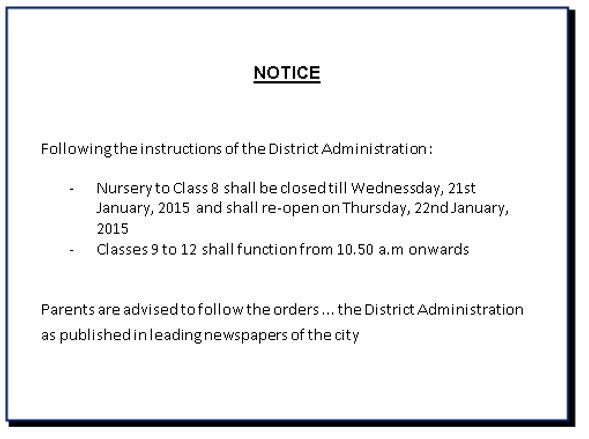 NOTICE
Following the instructions of the District Administration :
- Nursery to Class 8 shall be closed till Wednessday, 21st
January, 2015 and shall re-open on Thursday, 22nd January,
2015
- Classes 9 to 12 shall function from 10.50 a.m onwards
Parents are advised to follow the orders ... the District Administration
as published in leading newspapers of the city